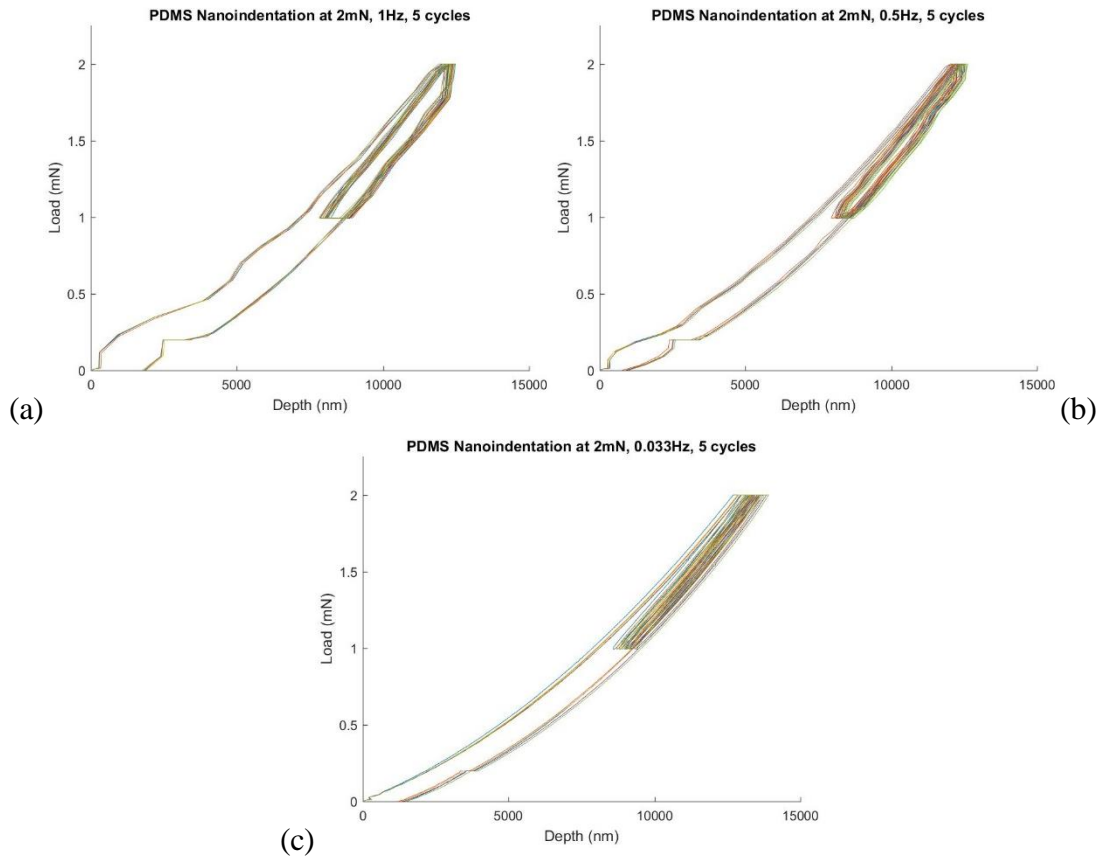 PDMS Nanoindentation at 2mN, 1Hz, 5 cycles
2
1.5
1
0.5
0
Load (mN)
0 5000 10000 15000
Depth (nm)
(a)
PDMS Nanoindentation at 2mN, 0.5Hz, 5 cycles
2
1.5
1
0.5
0
Load (mN)
0 5000 10000 15000
Depth (nm)
(b)
PDMS Nanoindentation at 2mN, 0.033Hz, 5 cycles
2
1.5
1
0.5
0
Load (mN)
0 5000 10000 15000
Depth (nm)
(c)